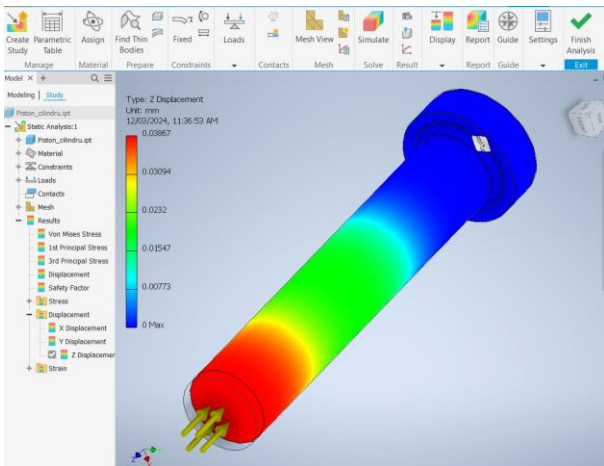 Create Study
Parametric Table
Assign
Find Thin Bodies
Fixed
Loads
Mesh View
Simulate
Display
Report
Guide
Settings
Finish Analysis
Manage
Material
Prepare
Constraints
Contacts
Mesh
Solve
Result
Report
Guide
Exit
Model X +
Modeling | Study
Piston_cilindru.ipt
Static Analysis:1
Piston_cilindru.ipt
Material
Constraints
Loads
Contacts
Mesh
Results
Von Mises Stress
1st Principal Stress
3rd Principal Stress
Displacement
Safety Factor
Stress
Displacement
X Displacement
Y Displacement
Z Displacemen
Strain
Type: Z Displacement
Unit: mm
12/03/2024, 11:36:53 AM
0.03867
0.03094
0.0232
0.01547
0.00773
0 Max